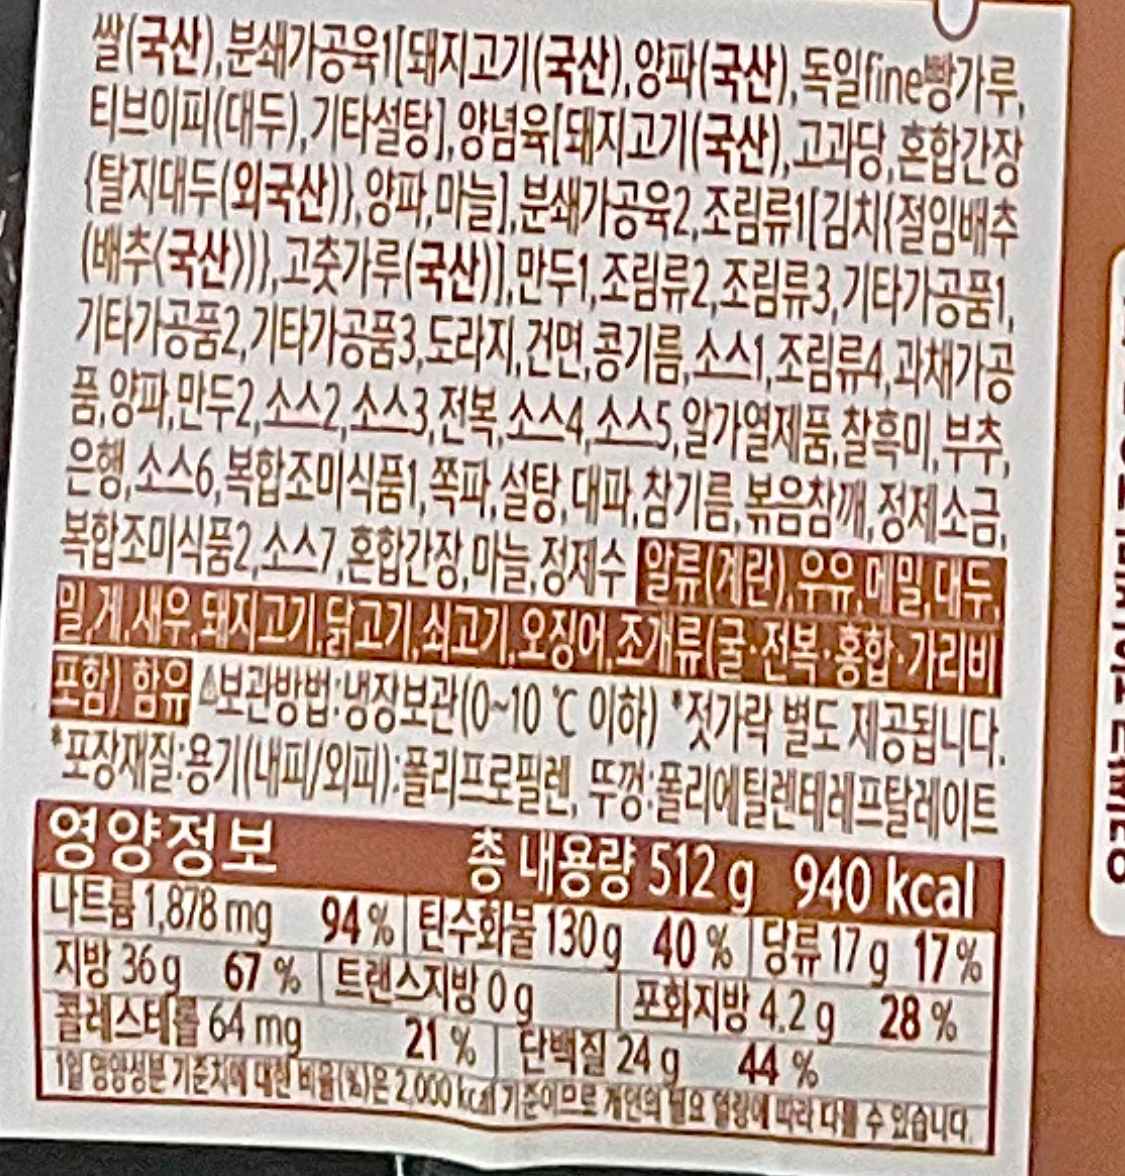 쌀(국산),분쇄가공육1[돼지고기(국산),양파(국산),독일fine빵가루,
티브이피(대두),기타설탕],양념육[돼지고기(국산),고과당,혼합간장
{탈지대두(외국산)},양파,마늘],분쇄가공육2,조림류1[김치{절임배추
(배추(국산))},고춧가루(국산)],만두1,조림류2,조림류3,기타가공품1,
기타가공품2,기타가공품3,도라지,건면,콩기름,소스1,조림류4,과채가공
품,양파,만두2,소스2,소스3,전복,소스4,소스5,알가열제품,찰흑미,부추,
은행,소스6,복합조미식품1,쪽파,설탕,대파,참기름,볶음참깨,정제소금,
복합조미식품2,소스7,혼합간장,마늘,정제수 알류(계란),우유,메밀,대두,
밀,게,새우,돼지고기,닭고기,쇠고기,오징어,조개류(굴·전복·홍합·가리비
포함) 함유 △보관방법:냉장보관(0~10 ℃ 이하) *젓가락 별도 제공됩니다.
*포장재질:용기(내피/외피):폴리프로필렌, 뚜껑:폴리에틸렌테레프탈레이트
영양정보 총 내용량 512 g 940 kcal
나트륨 1,878 mg 94 % 탄수화물 130 g 40 % 당류 17 g 17 %
지방 36 g 67 % 트랜스지방 0 g 포화지방 4.2 g 28 %
콜레스테롤 64 mg 21 % 단백질 24 g 44 %
1일 영양성분 기준치에 대한 비율(%)은 2,000 kcal 기준이므로 개인의 필요 열량에 따라 다를 수 있습니다.